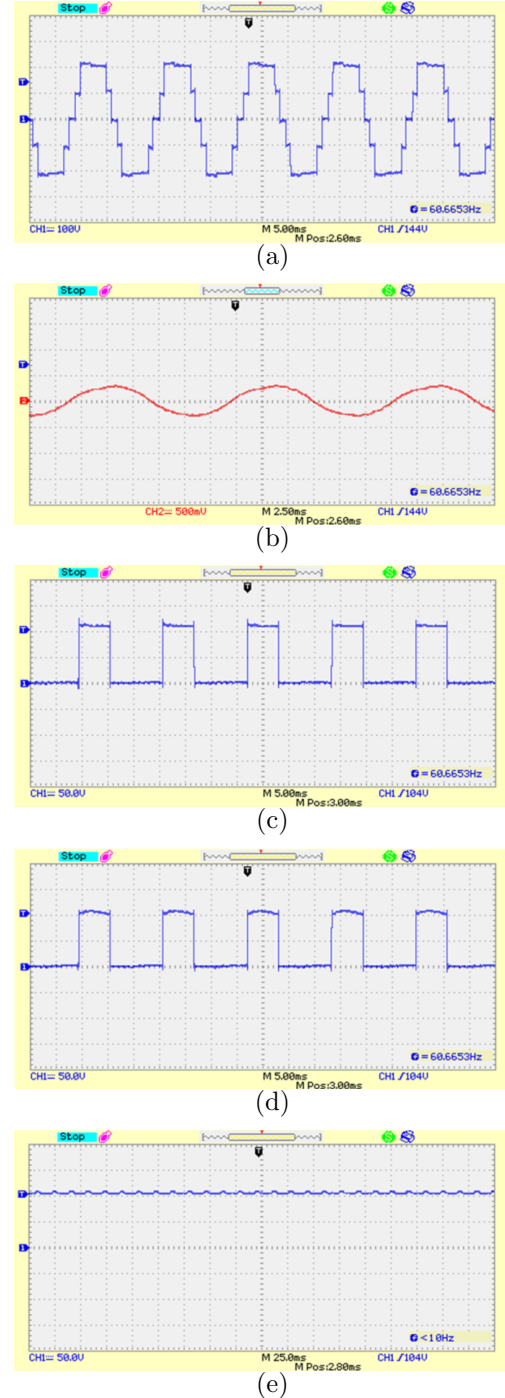 Stop
T
T
1
f = 60.6653Hz
CH1= 100V M 5.00ms CH1 / 144V
M Pos:2.60ms
(a)
Stop
T
T
2
f = 60.6653Hz
CH2= 500mV M 2.50ms CH1 / 144V
M Pos:2.60ms
(b)
Stop
T
T
1
f = 60.6653Hz
CH1= 50.0V M 5.00ms CH1 / 104V
M Pos:3.00ms
(c)
Stop
T
T
1
f = 60.6653Hz
CH1= 50.0V M 5.00ms CH1 / 104V
M Pos:3.00ms
(d)
Stop
T
T
1
f <10Hz
CH1= 50.0V M 25.0ms CH1 / 104V
M Pos:2.80ms
(e)